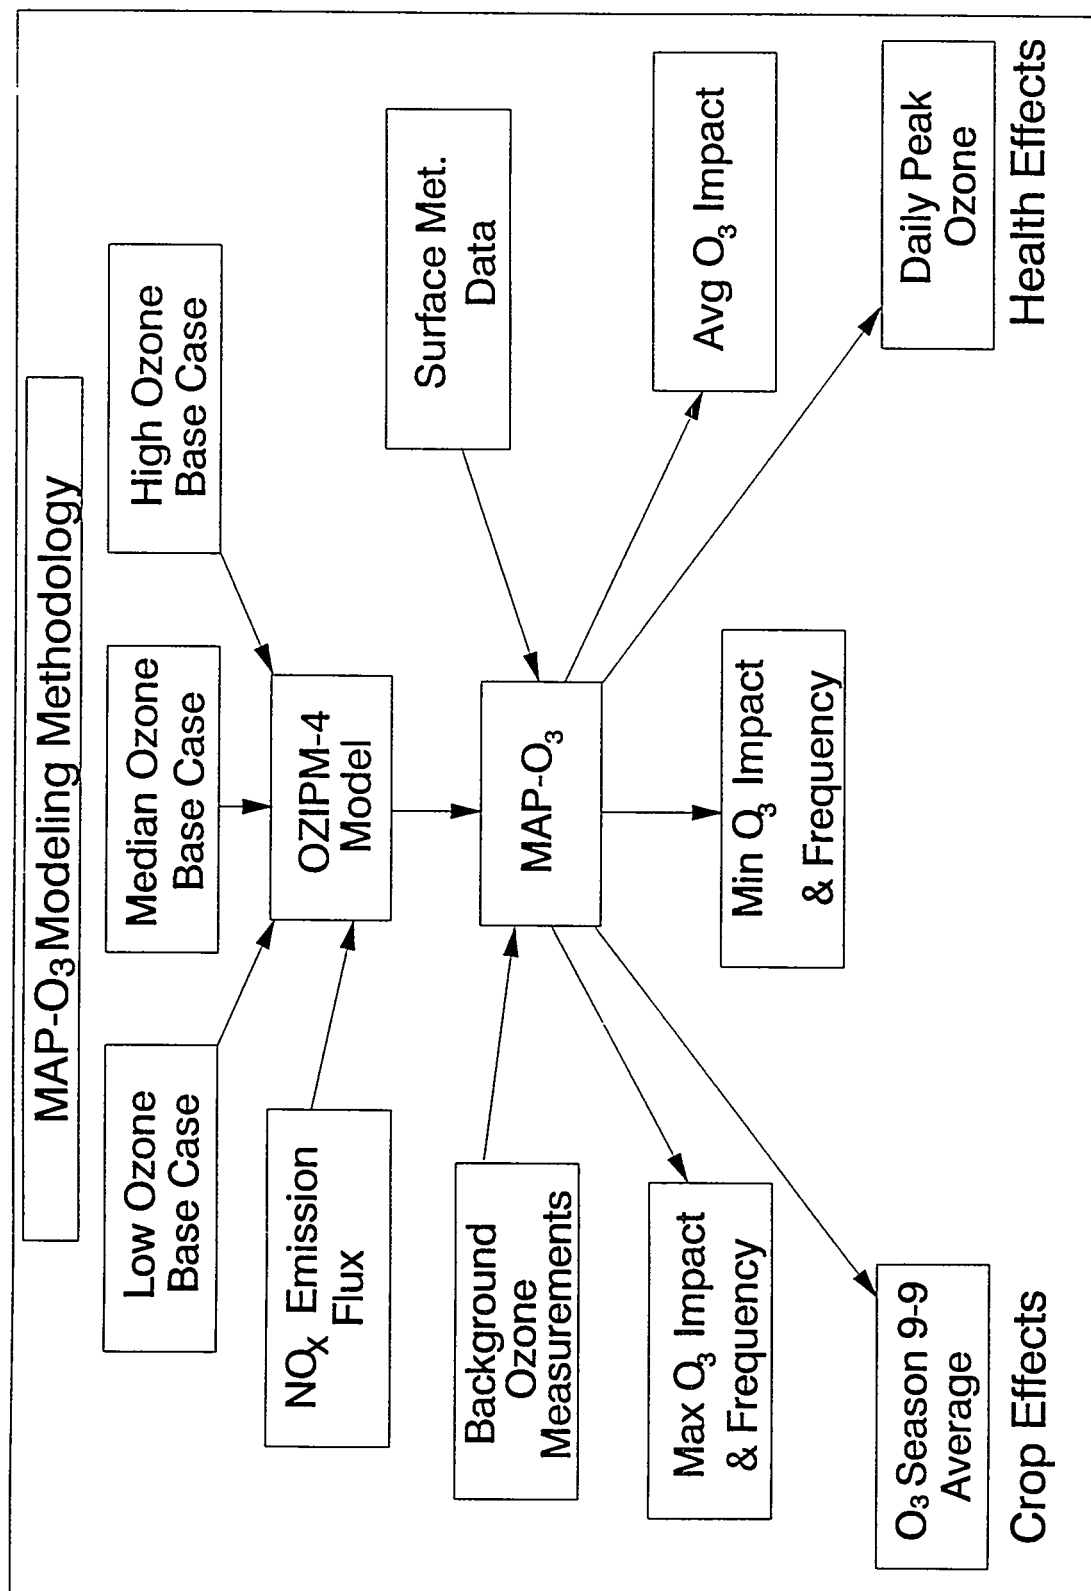 MAP-O₃ Modeling Methodology
Low Ozone
Base Case
Median Ozone
Base Case
High Ozone
Base Case
NOₓ Emission
Flux
OZIPM-4
Model
Surface Met.
Data
Background
Ozone
Measurements
MAP-O₃
Max O₃ Impact
& Frequency
Min O₃ Impact
& Frequency
Avg O₃ Impact
O₃ Season 9-9
Average
Daily Peak
Ozone
Crop Effects
Health Effects